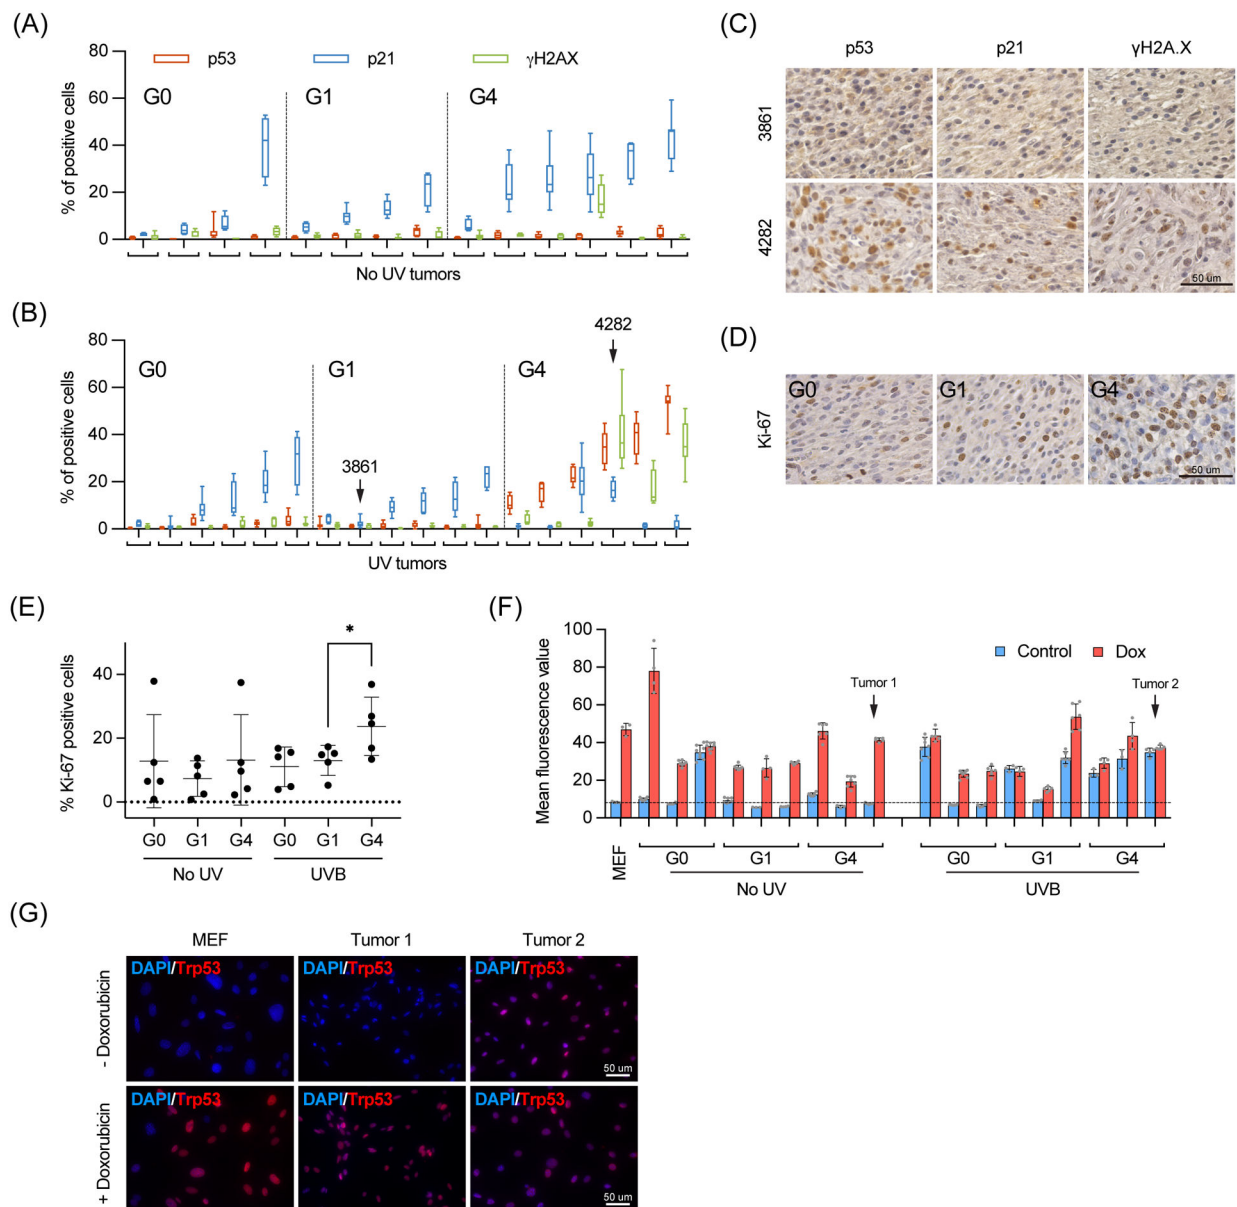 (A)
p53 p21 γH2AX
80
60
40
20
0
% of positive cells
G0 G1 G4
No UV tumors
(B)
80
60
40
20
0
% of positive cells
G0 G1 G4
3861
4282
UV tumors
(C)
p53 p21 γH2A.X
3861
4282
50 um
(D)
Ki-67
G0 G1 G4
50 um
(E)
% Ki-67 positive cells
40
20
0
*
G0 G1 G4 G0 G1 G4
No UV UVB
(F)
Mean fluorescence value
100
80
60
40
20
0
Control Dox
Tumor 1
Tumor 2
MEF G0 G1 G4 G0 G1 G4
No UV UVB
(G)
MEF Tumor 1 Tumor 2
- Doxorubicin
DAPI/Trp53 DAPI/Trp53 DAPI/Trp53
50 um
+ Doxorubicin
DAPI/Trp53 DAPI/Trp53 DAPI/Trp53
50 um